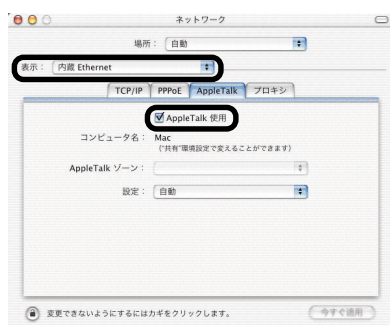 ネットワーク
場所： 自動
表示： 内蔵 Ethernet
TCP/IP PPPoE AppleTalk プロキシ
AppleTalk 使用
コンピュータ名： Mac
("共有"環境設定で変えることができます)
AppleTalk ゾーン：
設定： 自動
変更できないようにするにはカギをクリックします。
今すぐ適用